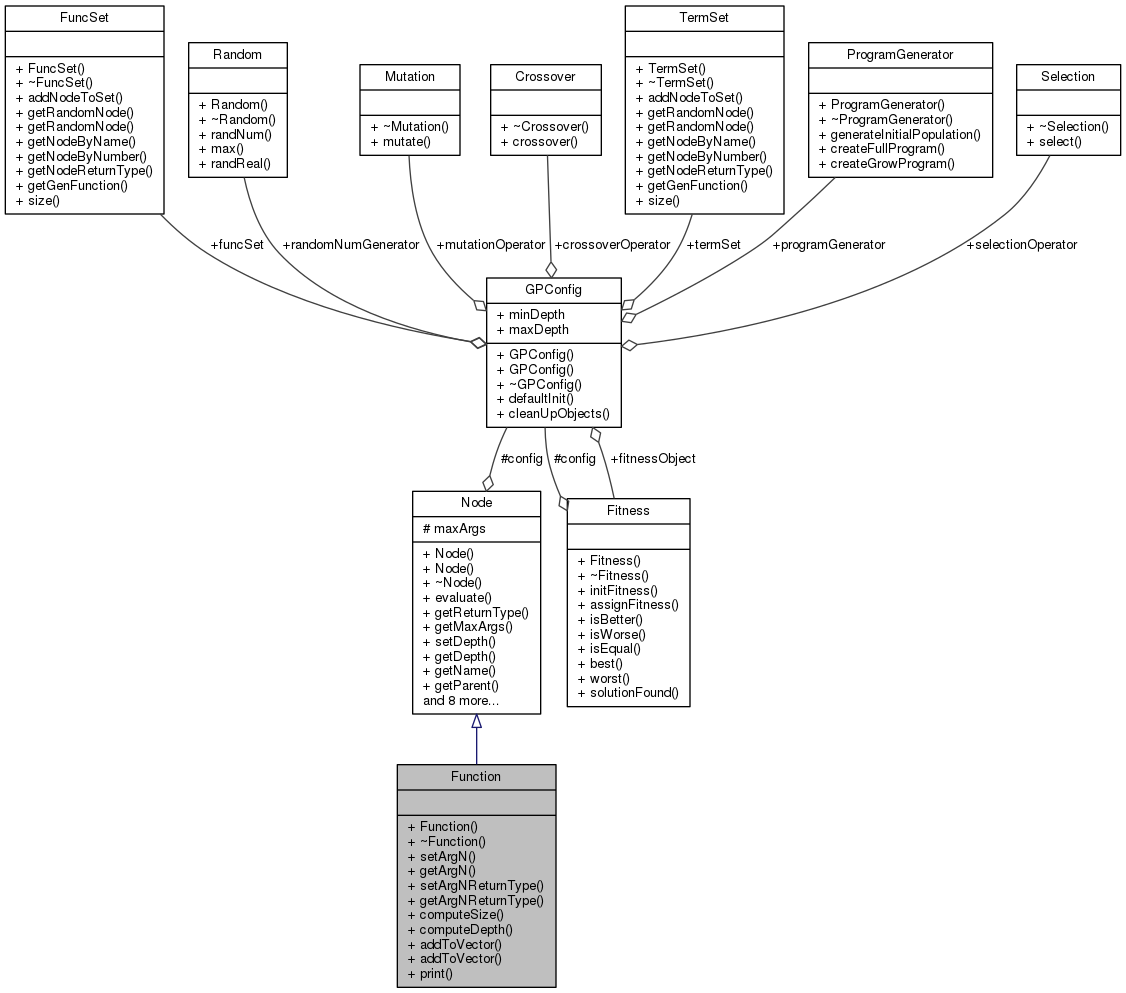 FuncSet
+ FuncSet()
+ ~FuncSet()
+ addNodeToSet()
+ getRandomNode()
+ getRandomNode()
+ getNodeByName()
+ getNodeByNumber()
+ getNodeReturnType()
+ getGenFunction()
+ size()
Random
+ Random()
+ ~Random()
+ randNum()
+ max()
+ randReal()
Mutation
+ ~Mutation()
+ mutate()
Crossover
+ ~Crossover()
+ crossover()
TermSet
+ TermSet()
+ ~TermSet()
+ addNodeToSet()
+ getRandomNode()
+ getRandomNode()
+ getNodeByName()
+ getNodeByNumber()
+ getNodeReturnType()
+ getGenFunction()
+ size()
ProgramGenerator
+ ProgramGenerator()
+ ~ProgramGenerator()
+ generateInitialPopulation()
+ createFullProgram()
+ createGrowProgram()
Selection
+ ~Selection()
+ select()
+funcSet
+randomNumGenerator
+mutationOperator
+crossoverOperator
+termSet
+programGenerator
+selectionOperator
GPConfig
+ minDepth
+ maxDepth
+ GPConfig()
+ GPConfig()
+ ~GPConfig()
+ defaultInit()
+ cleanUpObjects()
#config
#config
+fitnessObject
Node
# maxArgs
+ Node()
+ Node()
+ ~Node()
+ evaluate()
+ getReturnType()
+ getMaxArgs()
+ setDepth()
+ getDepth()
+ getName()
+ getParent()
and 8 more...
Fitness
+ Fitness()
+ ~Fitness()
+ initFitness()
+ assignFitness()
+ isBetter()
+ isWorse()
+ isEqual()
+ best()
+ worst()
+ solutionFound()
Function
+ Function()
+ ~Function()
+ setArgN()
+ getArgN()
+ setArgNReturnType()
+ getArgNReturnType()
+ computeSize()
+ computeDepth()
+ addToVector()
+ addToVector()
+ print()